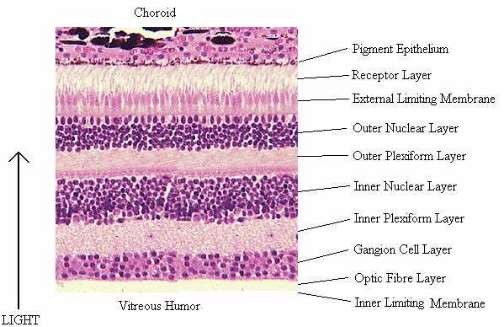 Choroid
Pigment Epithelium
Receptor Layer
External Limiting Membrane
Outer Nuclear Layer
Outer Plexiform Layer
Inner Nuclear Layer
Inner Plexiform Layer
Gangion Cell Layer
Optic Fibre Layer
Inner Limiting Membrane
Vitreous Humor
LIGHT